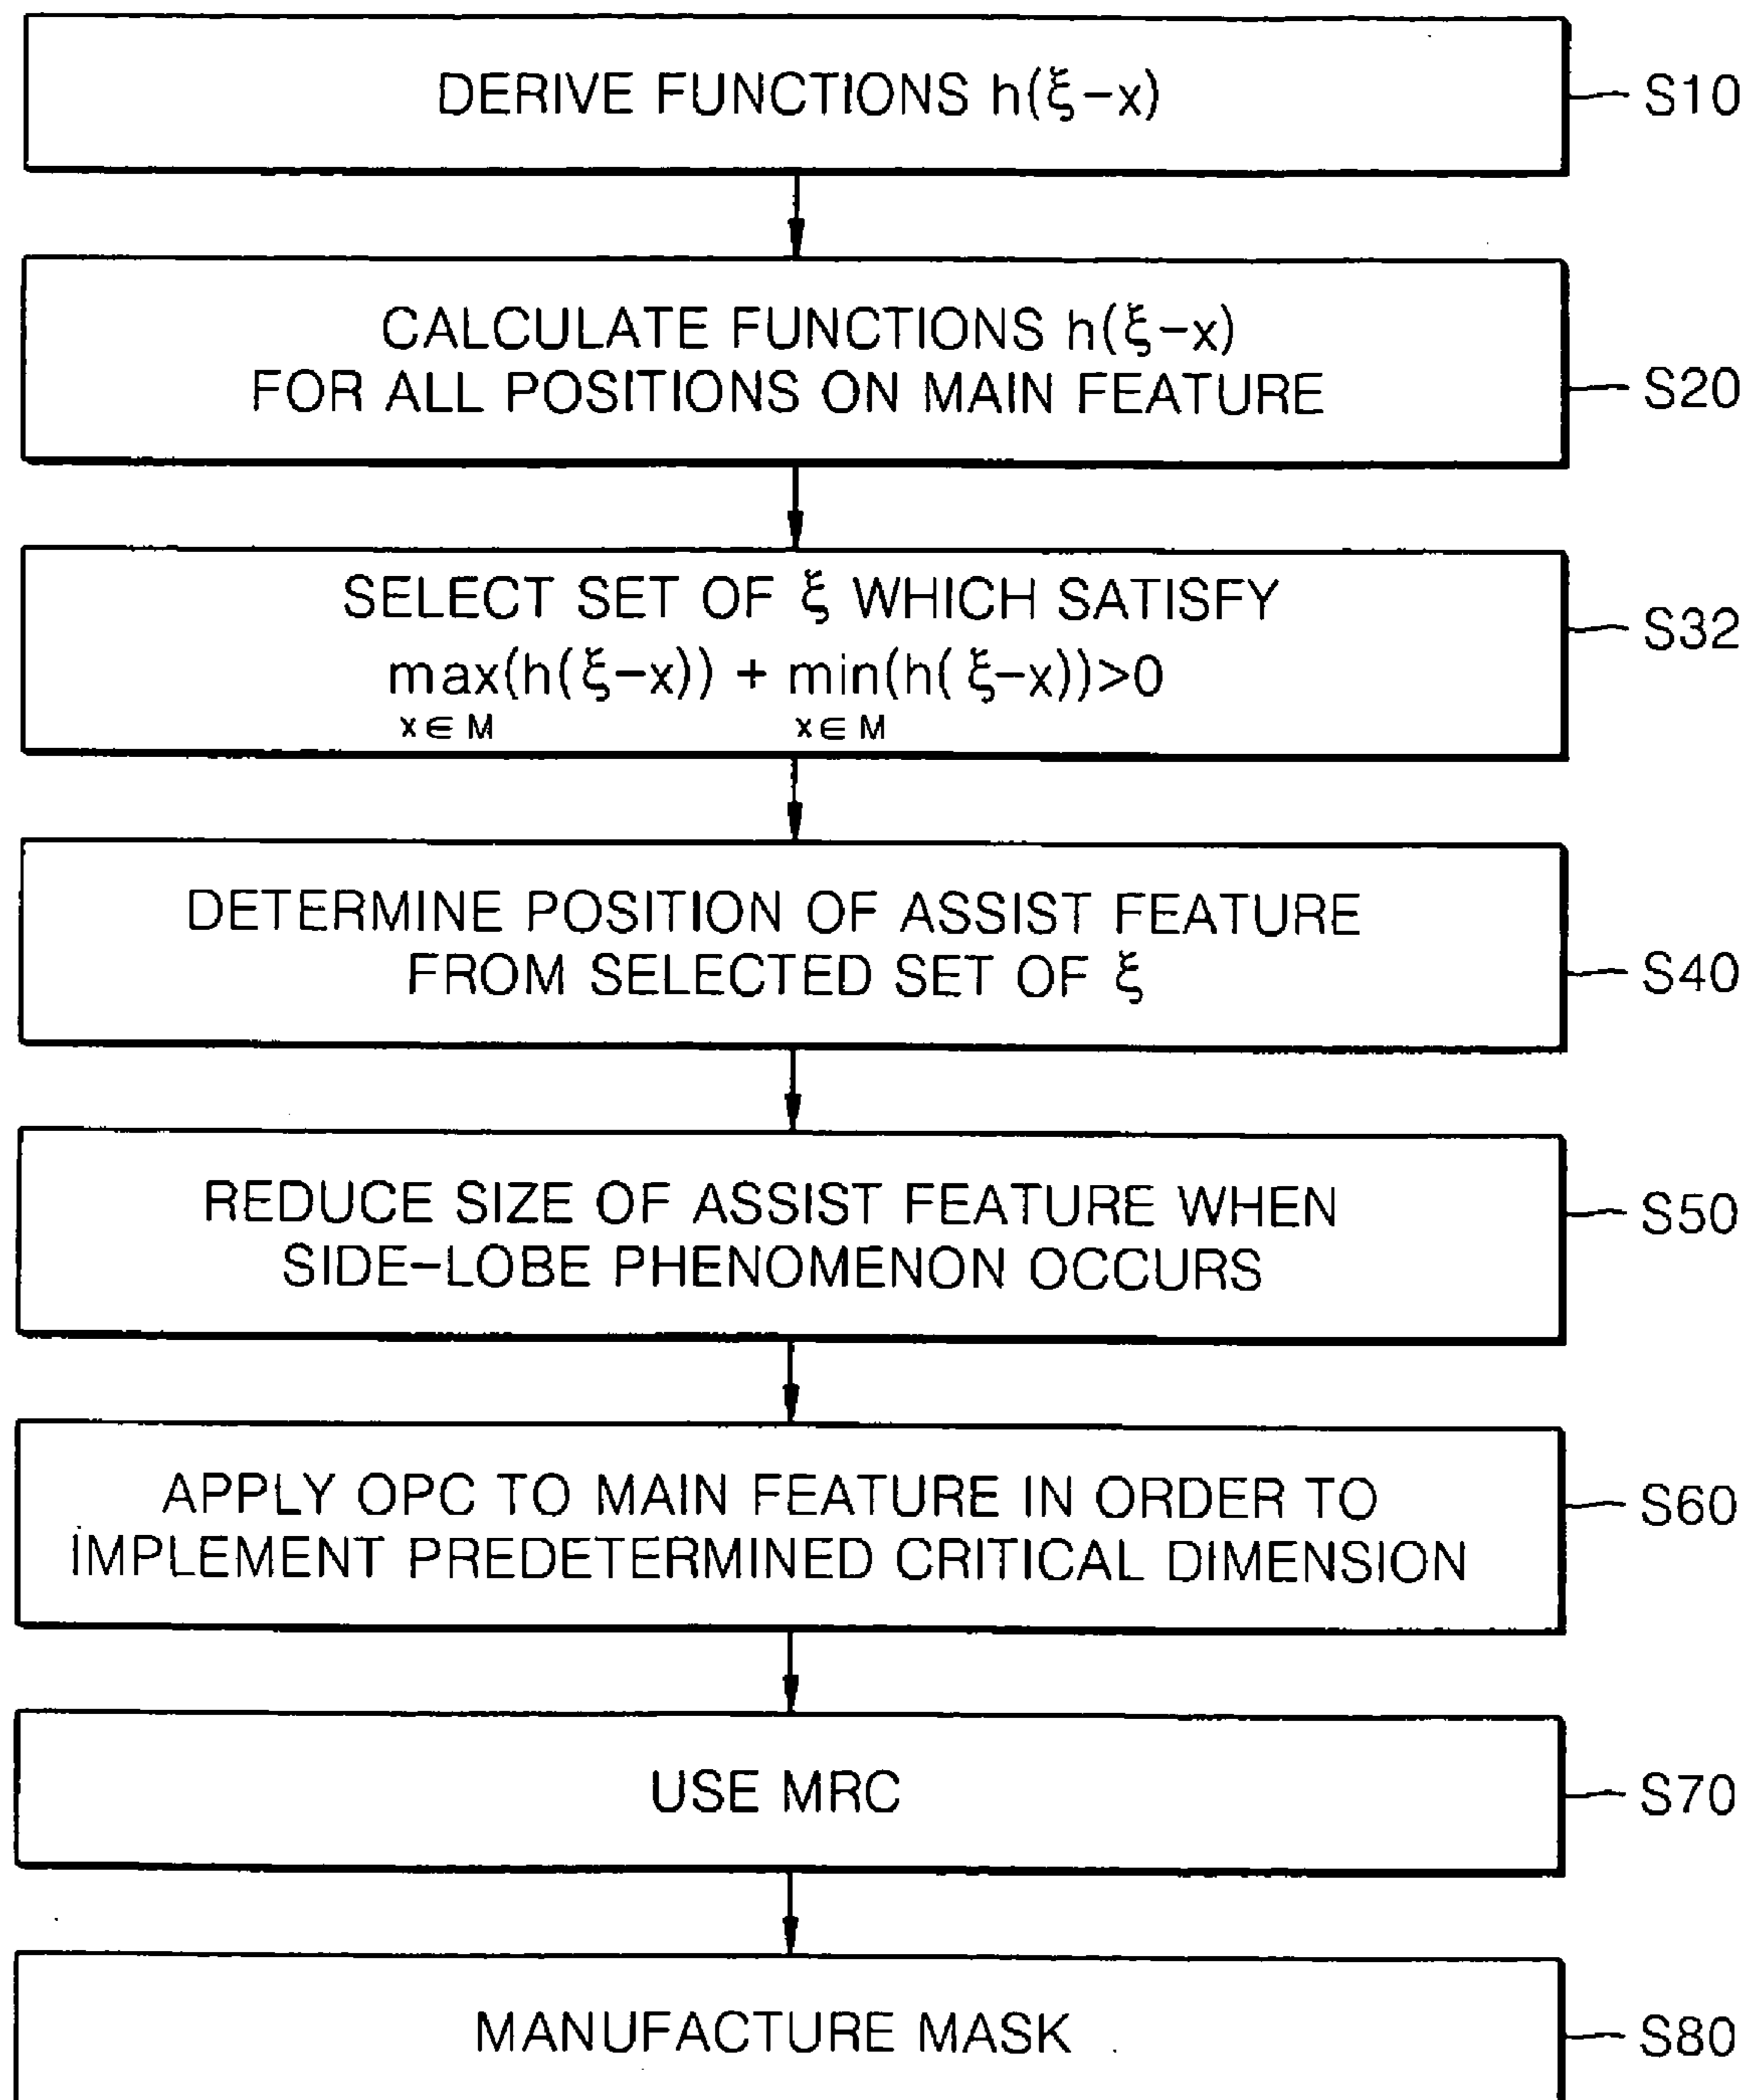 DERIVE FUNCTIONS h(ξ-x)
S10
CALCULATE FUNCTIONS h(ξ-x)
FOR ALL POSITIONS ON MAIN FEATURE
S20
SELECT SET OF ξ WHICH SATISFY
max(h(ξ-x)) + min(h( ξ-x))>0
x∈M x∈M
S32
DETERMINE POSITION OF ASSIST FEATURE
FROM SELECTED SET OF ξ
S40
REDUCE SIZE OF ASSIST FEATURE WHEN
SIDE-LOBE PHENOMENON OCCURS
S50
APPLY OPC TO MAIN FEATURE IN ORDER TO
IMPLEMENT PREDETERMINED CRITICAL DIMENSION
S60
USE MRC
S70
MANUFACTURE MASK
S80